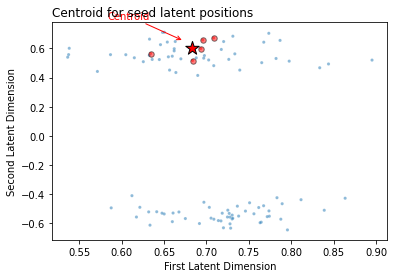 Centroid for seed latent positions
Centroid
0.6
0.4
0.2
0.0
−0.2
−0.4
−0.6
Second Latent Dimension
0.55 0.60 0.65 0.70 0.75 0.80 0.85 0.90
First Latent Dimension